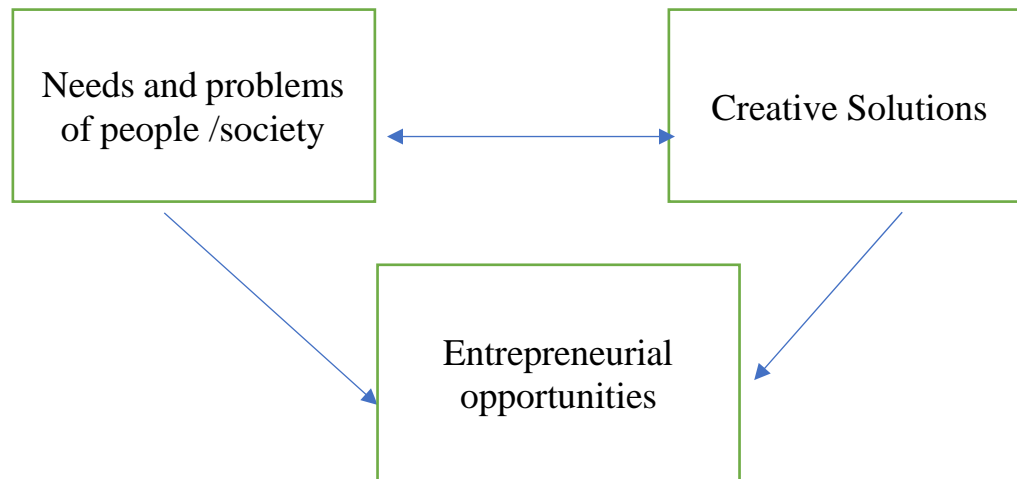 Needs and problems
of people /society
Creative Solutions
Entrepreneurial
opportunities